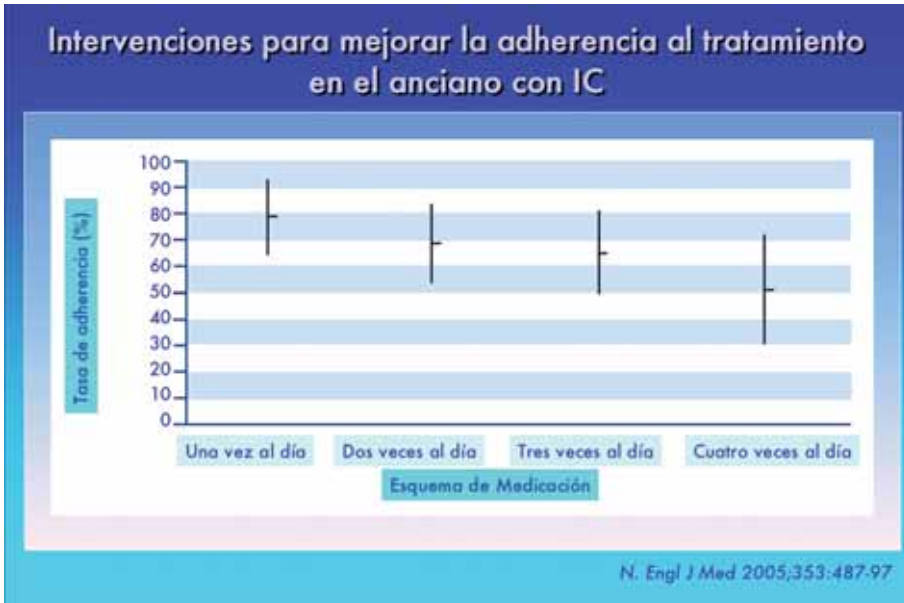 Intervenciones para mejorar la adherencia al tratamiento
en el anciano con IC
Tasa de adherencia (%)
100
90
80
70
60
50
40
30
20
10
0
Una vez al día
Dos veces al día
Tres veces al día
Cuatro veces al día
Esquema de Medicación
N. Engl J Med 2005;353:487-97